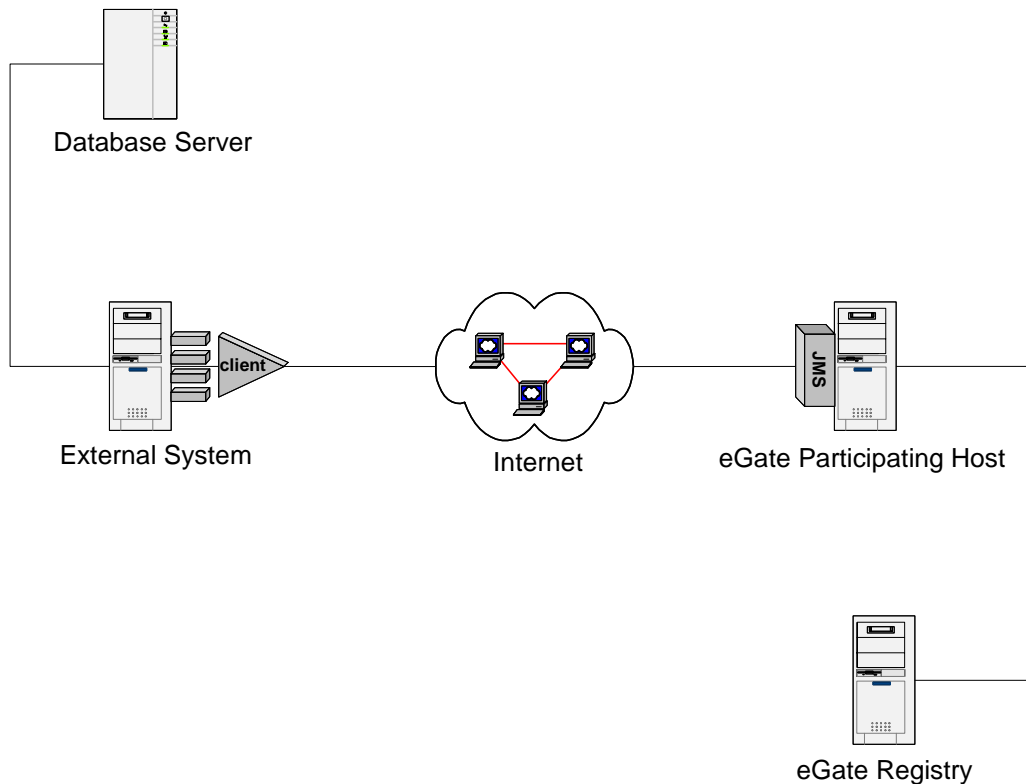 Database Server
client
JMS
External System
Internet
eGate Participating Host
eGate Registry